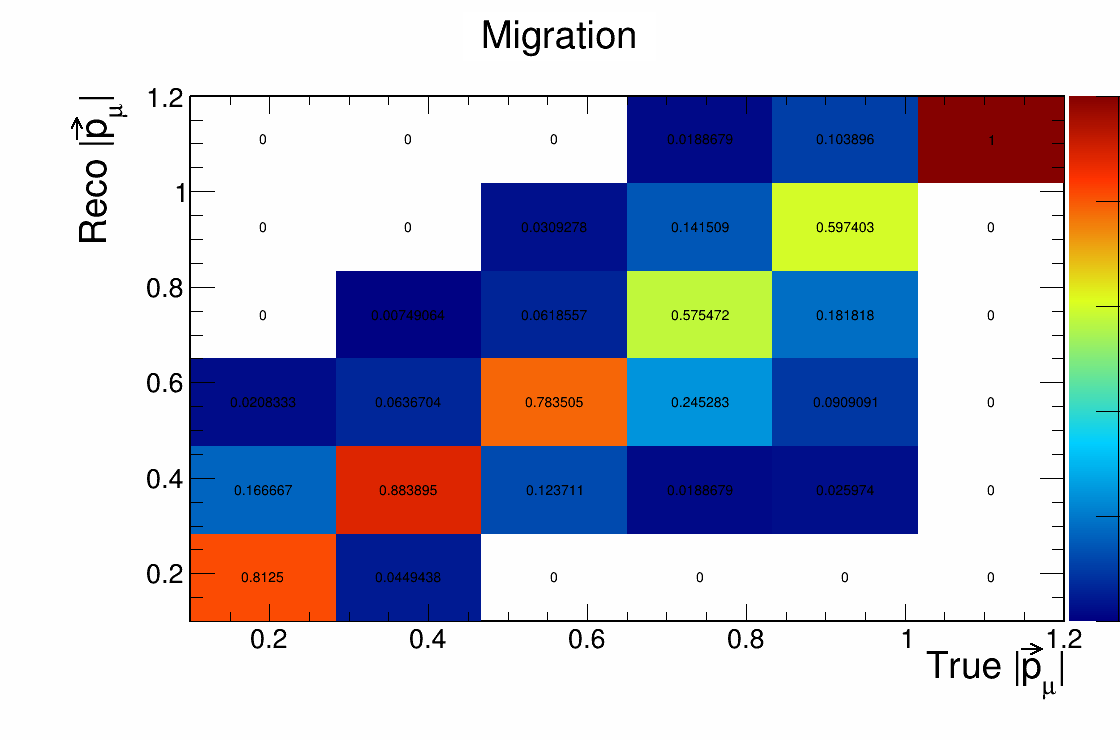 Migration
Reco |p⃗μ|
1.2
1
0.8
0.6
0.4
0.2
0 0 0 0.0188679 0.103896 1
0 0 0.0309278 0.141509 0.597403 0
0 0.00749064 0.0618557 0.575472 0.181818 0
0.0208333 0.0636704 0.783505 0.245283 0.0909091 0
0.166667 0.883895 0.123711 0.0188679 0.025974 0
0.8125 0.0449438 0 0 0 0
0.2 0.4 0.6 0.8 1 1.2
True |p⃗μ|